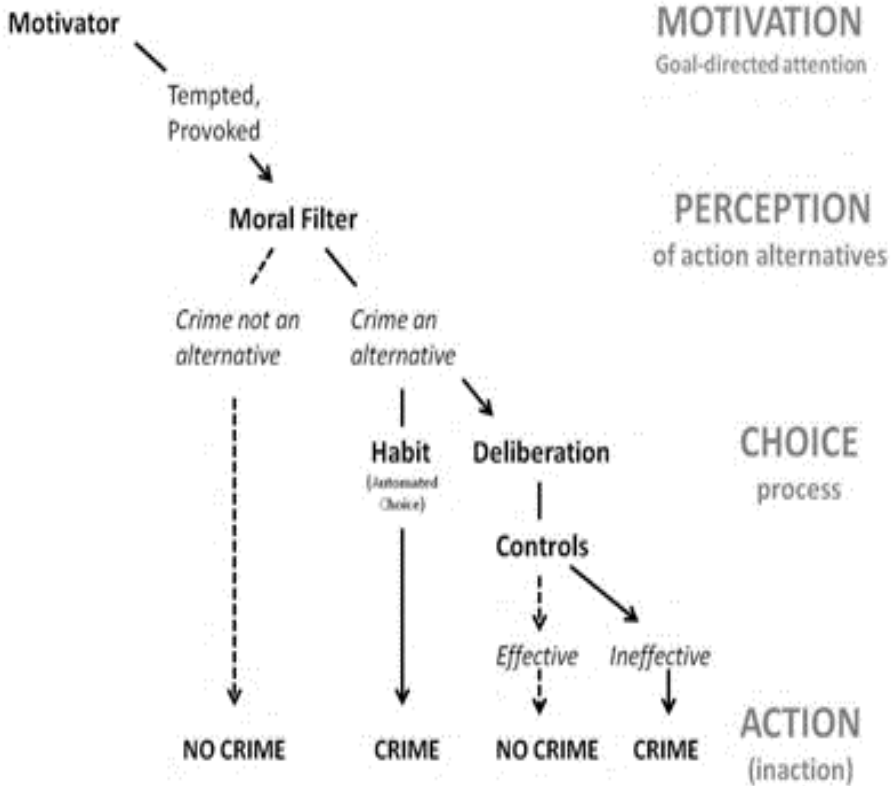 Motivator
MOTIVATION
Goal-directed attention
Tempted,
Provoked
Moral Filter
PERCEPTION
of action alternatives
Crime not an
alternative
Crime an
alternative
Habit
(Automated
Choice)
Deliberation
CHOICE
process
Controls
Effective
Ineffective
NO CRIME
CRIME
NO CRIME
CRIME
ACTION
(inaction)